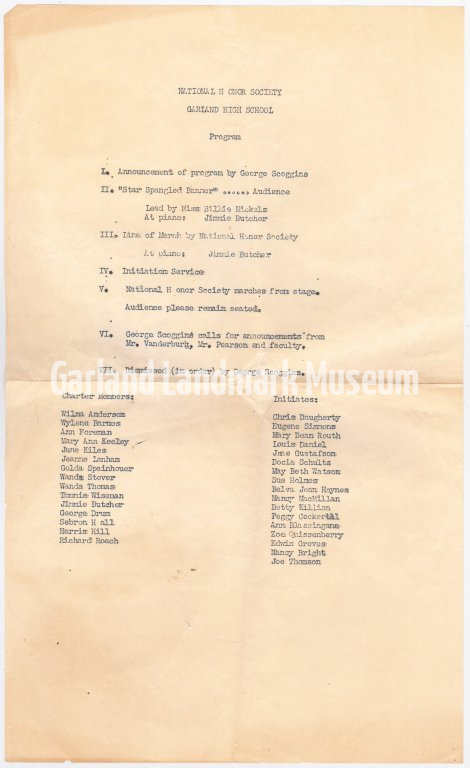 NATIONAL H ONOR SOCIETY
GARLAND HIGH SCHOOL
Program
I. Announcement of program by George Scoggins
II. "Star Spangled Banner" ...... Audience
Lead by Miss Billie Nickels
At piano: Jimmie Butcher
III. Line of March by National Honor Society
At piano: Jimmie Butcher
IV. Initiation Service
V. National H onor Society marches from stage.
Audience please remain seated.
VI. George Scoggins calls for announcements from
Mr. Vanderburk, Mr. Pearson and faculty.
VII. Dismissed (in order) by George Scoggins.
Garland Landmark Museum
Charter Members:
Wilma Anderson
Wylene Barnes
Ann Foreman
Mary Ann Keeley
June Kiles
Jeanne Lanham
Golda Spainhouer
Wanda Stover
Wanda Thomas
Tommie Wiseman
Jimmie Butcher
George Drum
Sebron H all
Harris Hill
Richard Roach
Initiates:
Chris Daugherty
Eugene Simmons
Mary Dean Routh
Louis Daniel
Jane Gustafson
Docia Schultz
May Beth Watson
Sue Holmes
Belva Jean Haynes
Nancy MacMillan
Betty Killian
Peggy
Ann Blassingame
Zoe Quissenberry
Edwin Groves
Nancy Bright
Joe Thomson